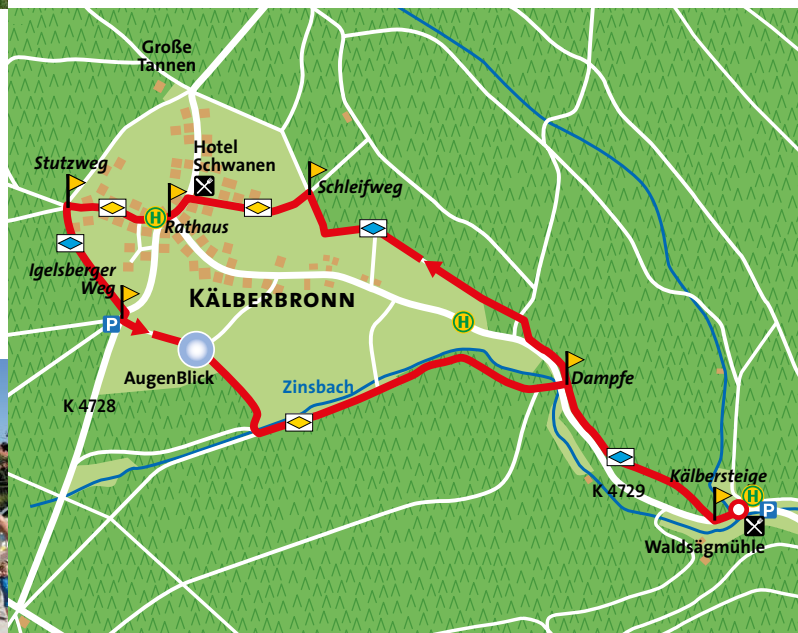 Große
Tannen
Hotel
Schwanen
Stutzweg
Schleifweg
H
Rathaus
Igelsberger
Weg
KÄLBERBRONN
P
H
AugenBlick
Zinsbach
Dampfe
K 4728
Kälbersteige
K 4729
H
P
Waldsägmühle